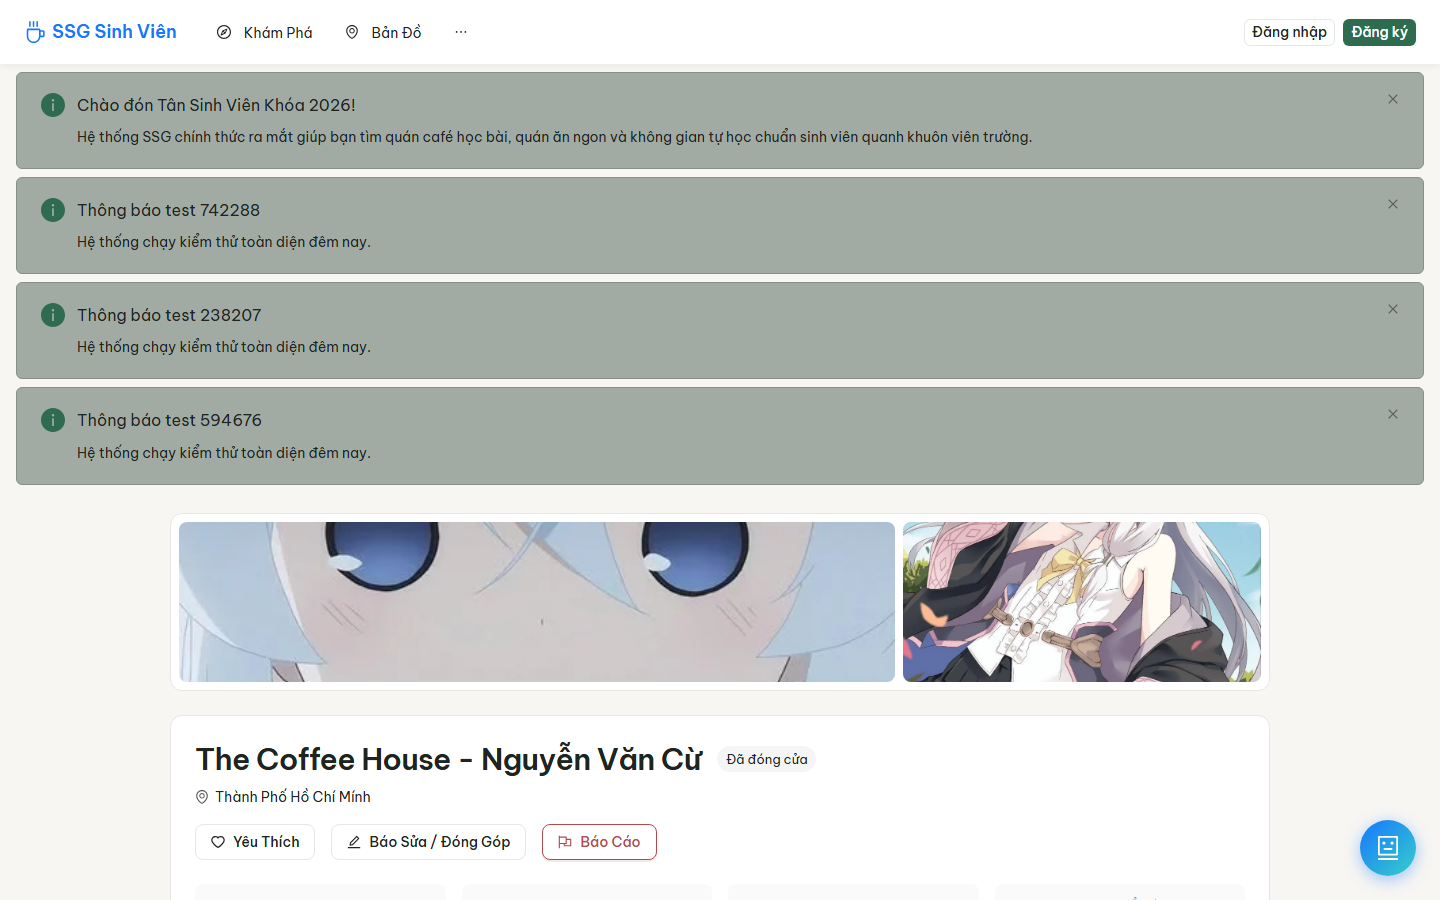 SSG Sinh Viên
Khám Phá
Bản Đồ
...
Đăng nhập
Đăng ký
Chào đón Tân Sinh Viên Khóa 2026!
Hệ thống SSG chính thức ra mắt giúp bạn tìm quán café học bài, quán ăn ngon và không gian tự học chuẩn sinh viên quanh khuôn viên trường.
Thông báo test 742288
Hệ thống chạy kiểm thử toàn diện đêm nay.
Thông báo test 238207
Hệ thống chạy kiểm thử toàn diện đêm nay.
Thông báo test 594676
Hệ thống chạy kiểm thử toàn diện đêm nay.
The Coffee House - Nguyễn Văn Cừ
Đã đóng cửa
Thành Phố Hồ Chí Mính
Yêu Thích
Báo Sửa / Đóng Góp
Báo Cáo